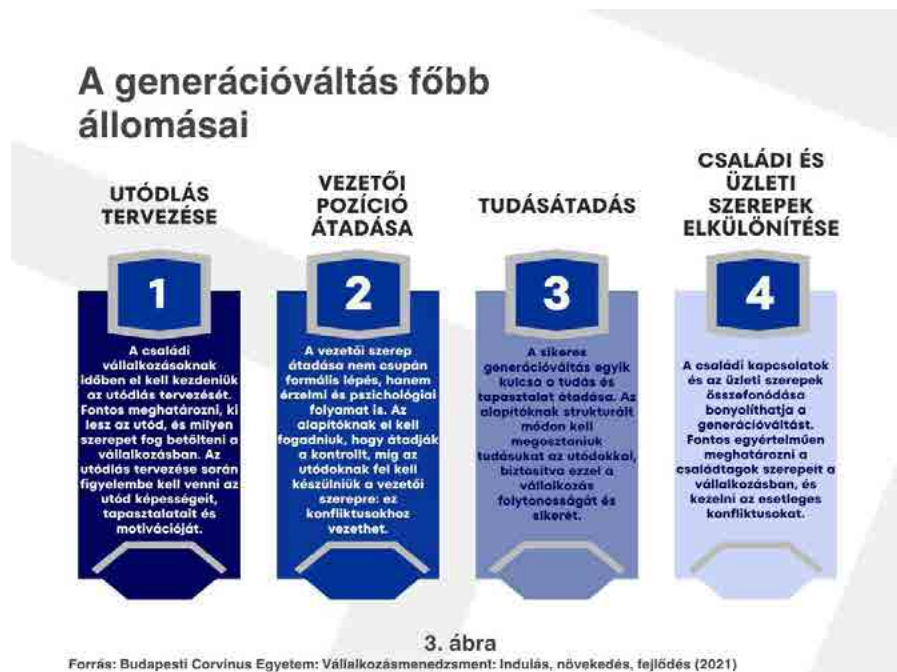 A generációváltás főbb
állomásai
UTÓDLÁS
TERVEZÉSE
1
A családi
vállalkozásoknak
időben el kell kezdeniük
az utódlás tervezését.
Fontos meghatározni, ki
lesz az utód, és milyen
szerepet fog betölteni a
vállalkozásban. Az
utódlás tervezése során
figyelembe kell venni az
utód képességeit,
tapasztalatait és
motivációját.
VEZETŐI
POZÍCIÓ
ÁTADÁSA
2
A vezetői szerep
átadása nem csupán
formális lépés, hanem
érzelmi és pszichológiai
folyamat is. Az
alapítóknak el kell
fogadniuk, hogy átadják
a kontrollt, míg az
utódoknak fel kell
készülniük a vezetői
szerepre: ez
konfliktusokhoz
vezethet.
TUDÁSÁTADÁS
3
A sikeres
generációváltás egyik
kulcsa a tudás és
tapasztalat átadása. Az
alapítóknak strukturált
módon kell
megosztaniuk
tudásukat az utódokkal,
biztosítva ezzel a
vállalkozás
folytonosságát és
sikerét.
CSALÁDI ÉS
ÜZLETI
SZEREPEK
ELKÜLÖNÍTÉSE
4
A családi kapcsolatok
és az üzleti szerepek
összefonódása
bonyolíthatja a
generációváltást.
Fontos egyértelműen
meghatározni a
családtagok szerepeit a
vállalkozásban, és
kezelni az esetleges
konfliktusokat.
3. ábra
Forrás: Budapesti Corvinus Egyetem: Vállalkozásmenedzsment: Indulás, növekedés, fejlődés (2021)